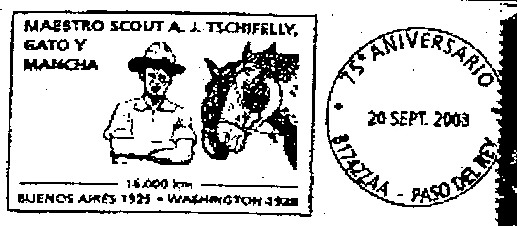 MAESTRO SCOUT A. J. TSCHIFELLY,
GATO Y
MANCHA
16.000 km
BUENOS AIRES 1925 • WASHINGTON 1928
75° ANIVERSARIO
20 SEPT. 2003
B1742ZAA - PASO DEL REY